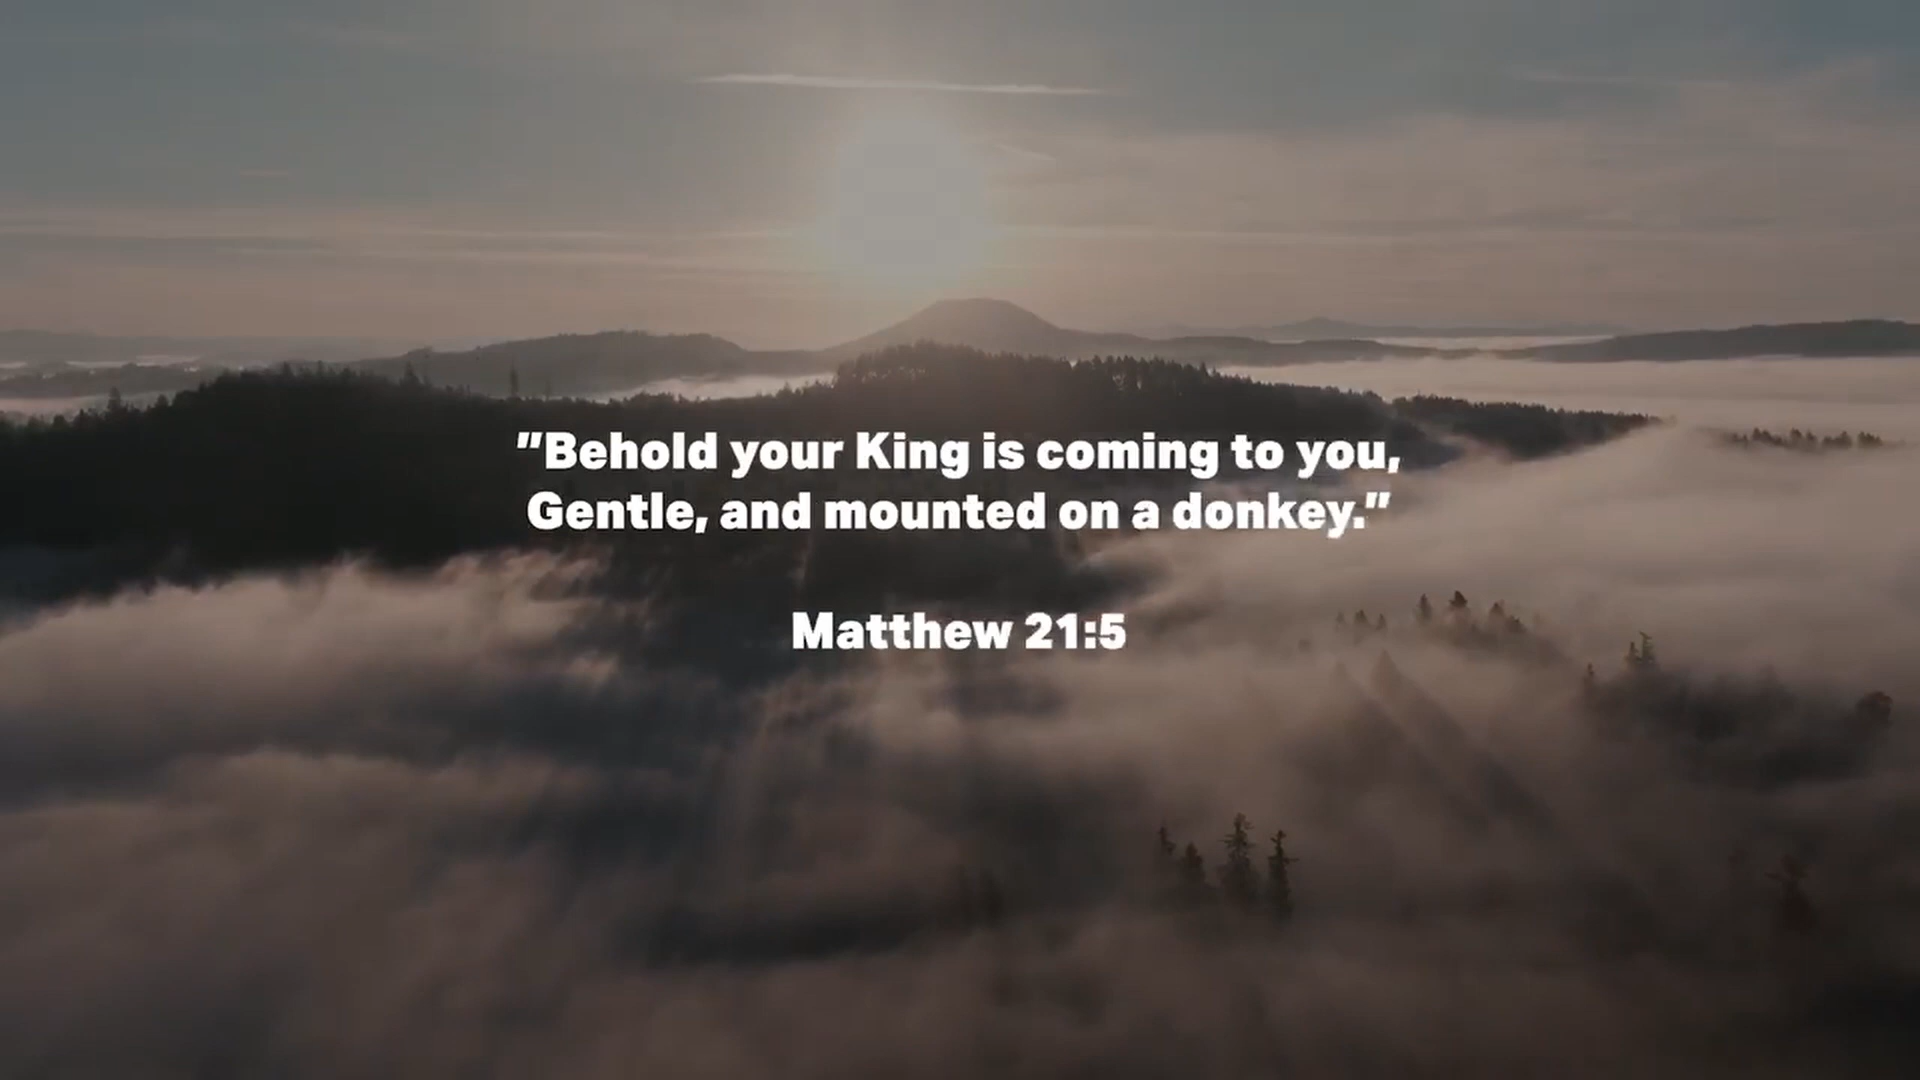 "Behold your King is coming to you,
Gentle, and mounted on a donkey."
Matthew 21:5